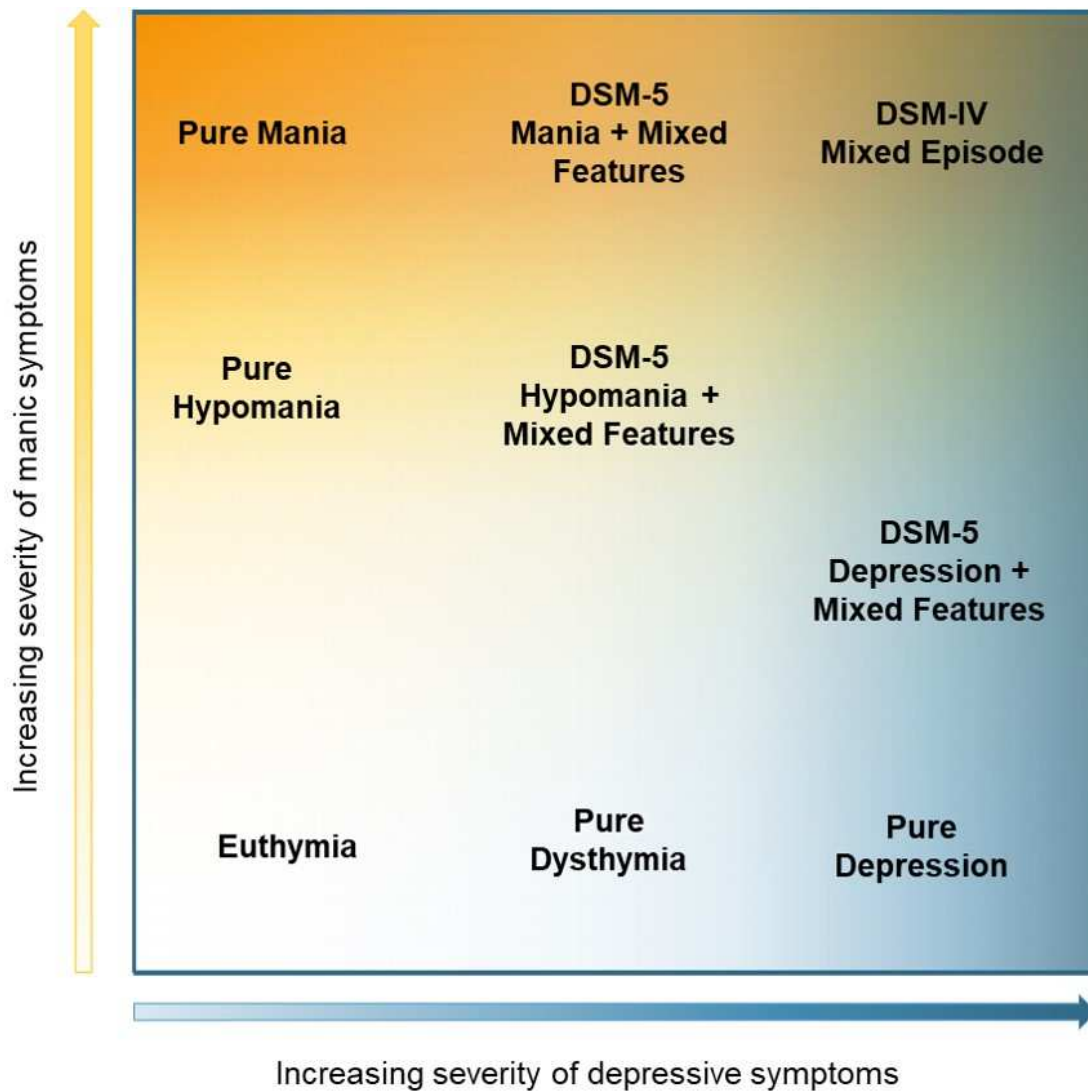 Increasing severity of manic symptoms
Pure Mania
DSM-5
Mania + Mixed
Features
DSM-IV
Mixed Episode
Pure
Hypomania
DSM-5
Hypomania +
Mixed Features
DSM-5
Depression +
Mixed Features
Euthymia
Pure
Dysthymia
Pure
Depression
Increasing severity of depressive symptoms